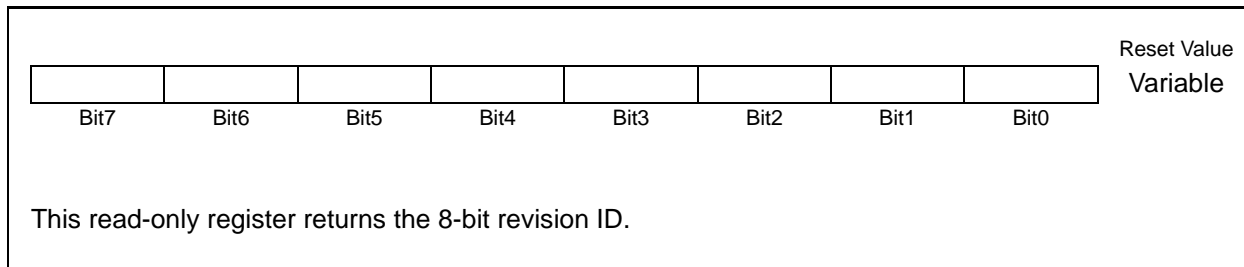 Reset Value
Variable
Bit7 Bit6 Bit5 Bit4 Bit3 Bit2 Bit1 Bit0
This read-only register returns the 8-bit revision ID.